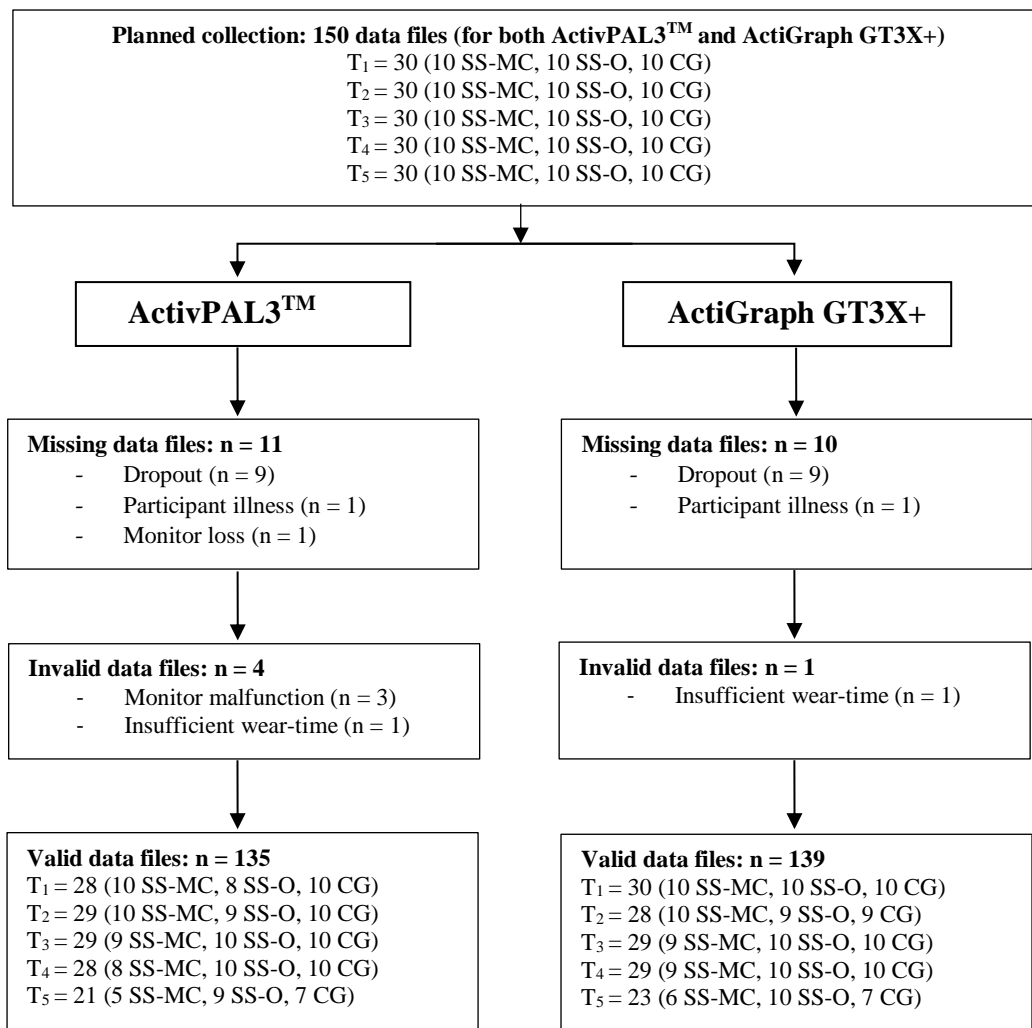 Planned collection: 150 data files (for both ActivPAL3™ and ActiGraph GT3X+)
T₁ = 30 (10 SS-MC, 10 SS-O, 10 CG)
T₂ = 30 (10 SS-MC, 10 SS-O, 10 CG)
T₃ = 30 (10 SS-MC, 10 SS-O, 10 CG)
T₄ = 30 (10 SS-MC, 10 SS-O, 10 CG)
T₅ = 30 (10 SS-MC, 10 SS-O, 10 CG)
ActivPAL3™
Missing data files: n = 11
- Dropout (n = 9)
- Participant illness (n = 1)
- Monitor loss (n = 1)
Invalid data files: n = 4
- Monitor malfunction (n = 3)
- Insufficient wear-time (n = 1)
Valid data files: n = 135
T₁ = 28 (10 SS-MC, 8 SS-O, 10 CG)
T₂ = 29 (10 SS-MC, 9 SS-O, 10 CG)
T₃ = 29 (9 SS-MC, 10 SS-O, 10 CG)
T₄ = 28 (8 SS-MC, 10 SS-O, 10 CG)
T₅ = 21 (5 SS-MC, 9 SS-O, 7 CG)
ActiGraph GT3X+
Missing data files: n = 10
- Dropout (n = 9)
- Participant illness (n = 1)
Invalid data files: n = 1
- Insufficient wear-time (n = 1)
Valid data files: n = 139
T₁ = 30 (10 SS-MC, 10 SS-O, 10 CG)
T₂ = 28 (10 SS-MC, 9 SS-O, 9 CG)
T₃ = 29 (9 SS-MC, 10 SS-O, 10 CG)
T₄ = 29 (9 SS-MC, 10 SS-O, 10 CG)
T₅ = 23 (6 SS-MC, 10 SS-O, 7 CG)